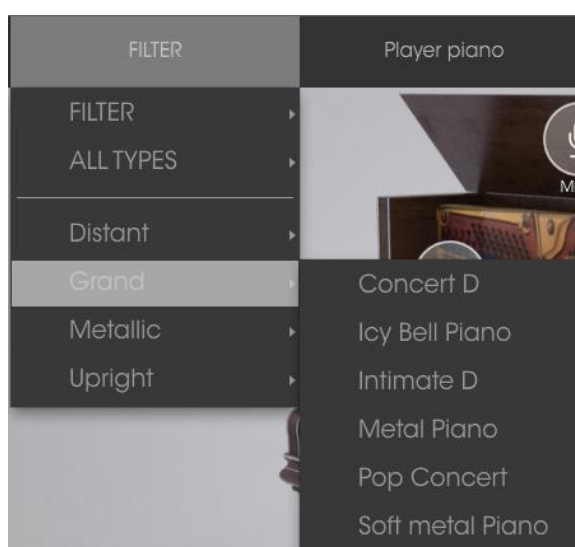 FILTER
Player piano
FILTER
ALL TYPES
Distant
Grand
Metallic
Upright
Concert D
Icy Bell Piano
Intimate D
Metal Piano
Pop Concert
Soft metal Piano